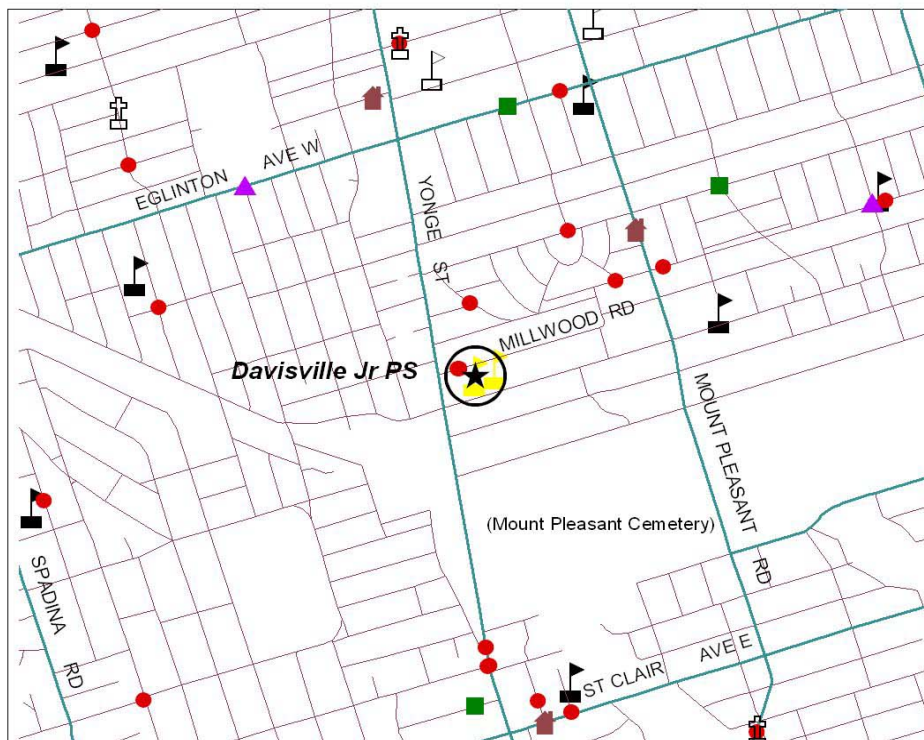 EGLINTON AVE W
YONGE ST
MILLWOOD RD
Davisville Jr PS
MOUNT PLEASANT RD
(Mount Pleasant Cemetery)
SPADINA RD
ST CLAIR AVE E